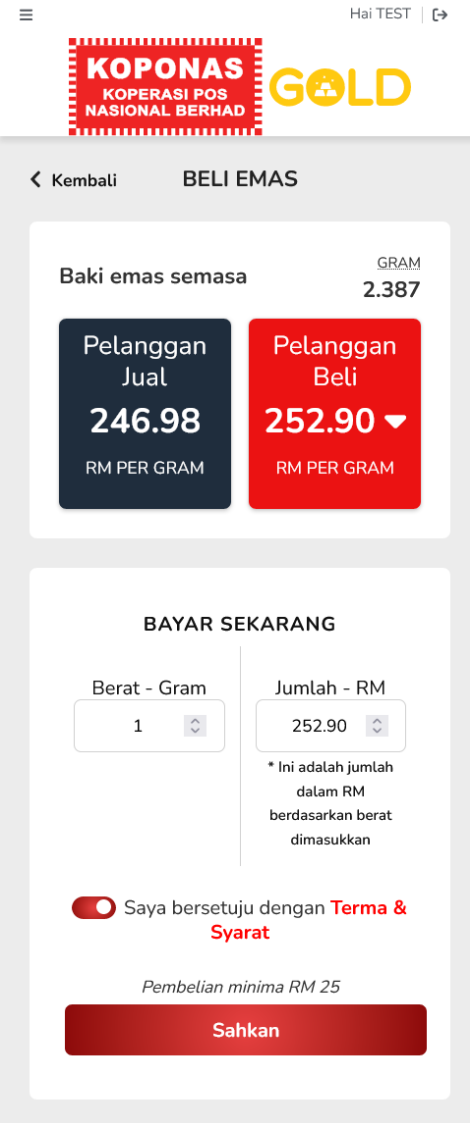 Hai TEST
KOPONAS
KOPERASI POS
NASIONAL BERHAD
GOLD
Kembali
BELI EMAS
Baki emas semasa
GRAM
2.387
Pelanggan
Jual
246.98
RM PER GRAM
Pelanggan
Beli
252.90
RM PER GRAM
BAYAR SEKARANG
Berat - Gram
1
Jumlah - RM
252.90
* Ini adalah jumlah
dalam RM
berdasarkan berat
dimasukkan
Saya bersetuju dengan Terma &
Syarat
Pembelian minima RM 25
Sahkan